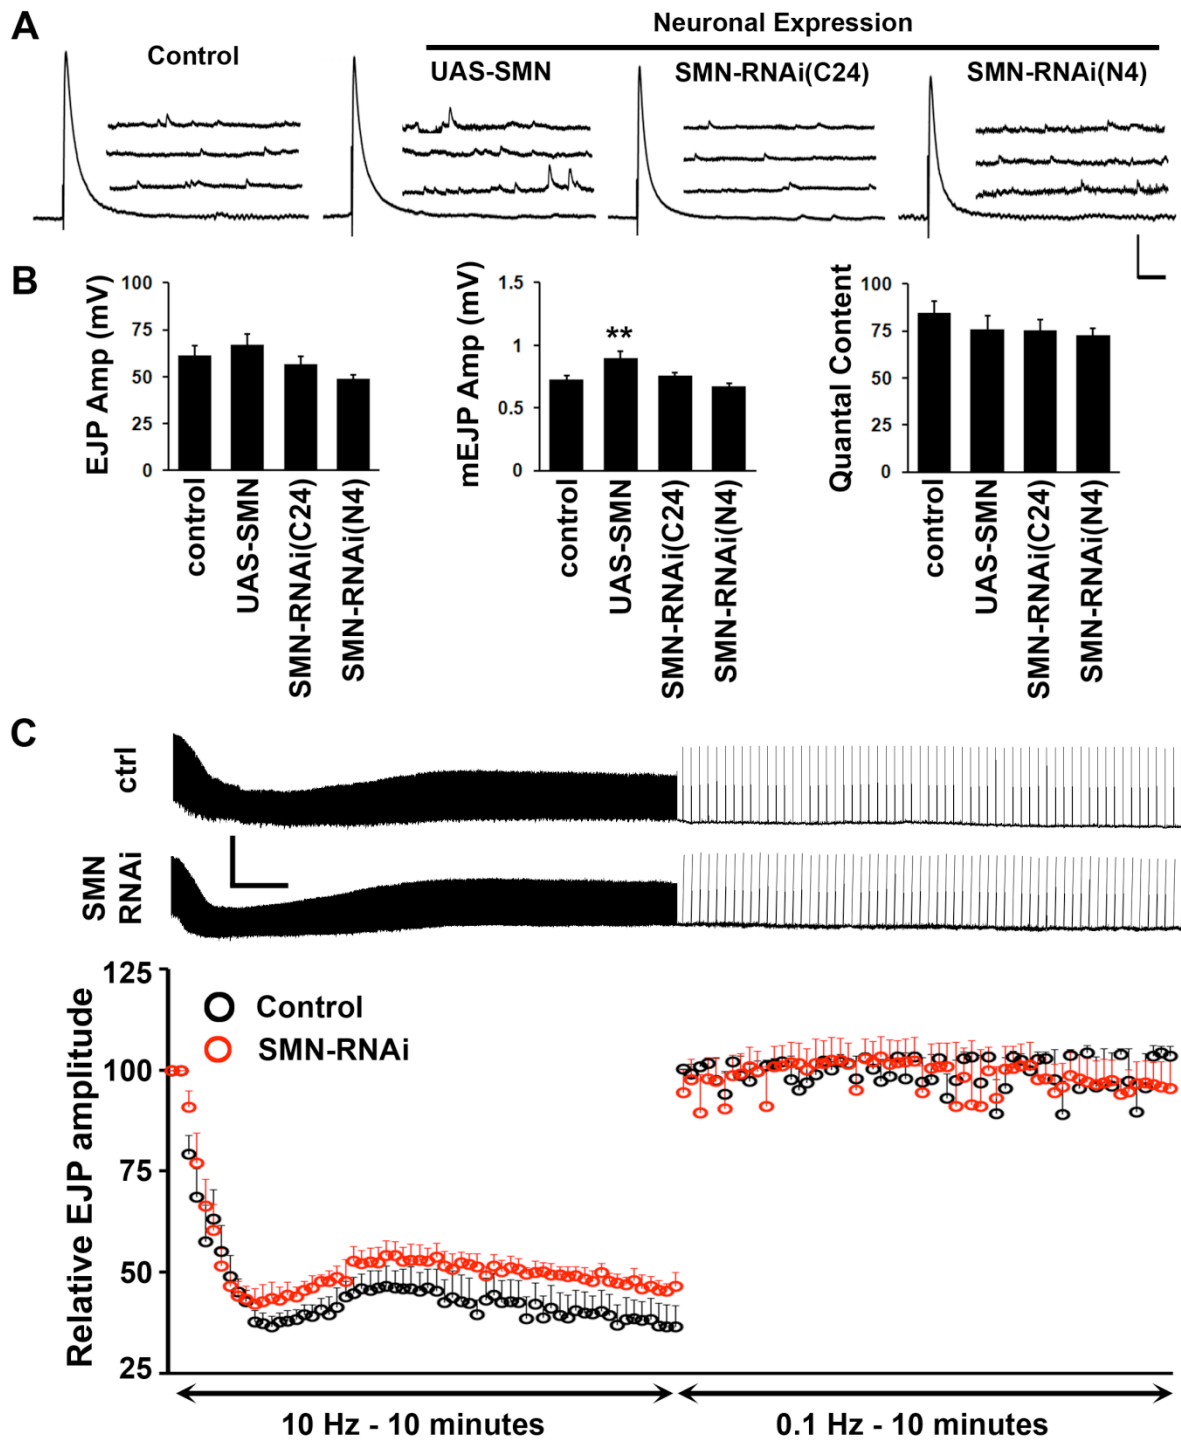 A
Neuronal Expression
Control
UAS-SMN
SMN-RNAi(C24)
SMN-RNAi(N4)
B
EJP Amp (mV)
100
75
50
25
0
control
UAS-SMN
SMN-RNAi(C24)
SMN-RNAi(N4)
mEJP Amp (mV)
1.5
1
0.5
0
**
control
UAS-SMN
SMN-RNAi(C24)
SMN-RNAi(N4)
Quantal Content
100
75
50
25
0
control
UAS-SMN
SMN-RNAi(C24)
SMN-RNAi(N4)
C
ctrl
SMN
RNAi
Relative EJP amplitude
125
100
75
50
25
Control
SMN-RNAi
10 Hz - 10 minutes
0.1 Hz - 10 minutes